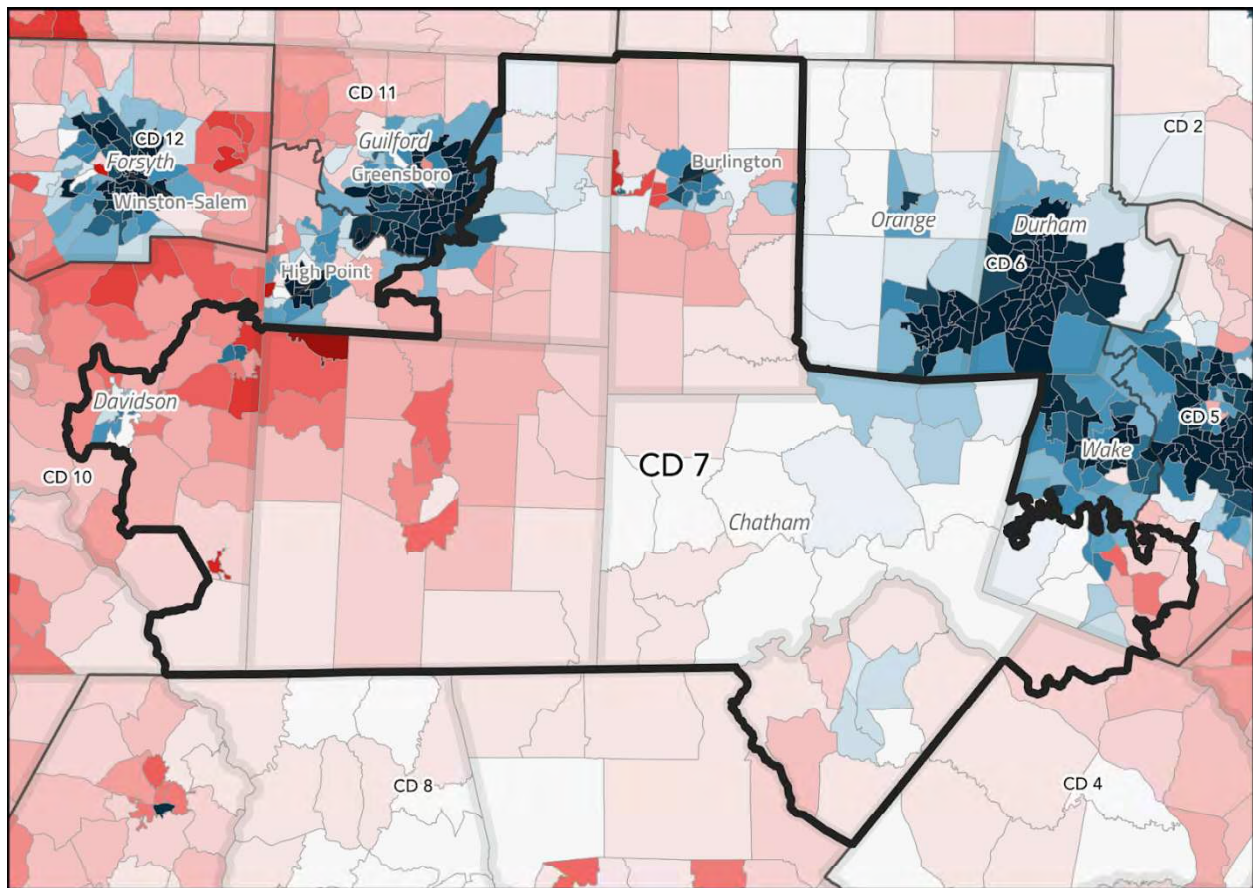 CD 11
CD 2
CD 12
Guilford
Forsyth
Greensboro
Burlington
Winston-Salem
Orange
Durham
High Point
CD 6
Davidson
CD 5
Wake
CD 7
CD 10
Chatham
CD 8
CD 4